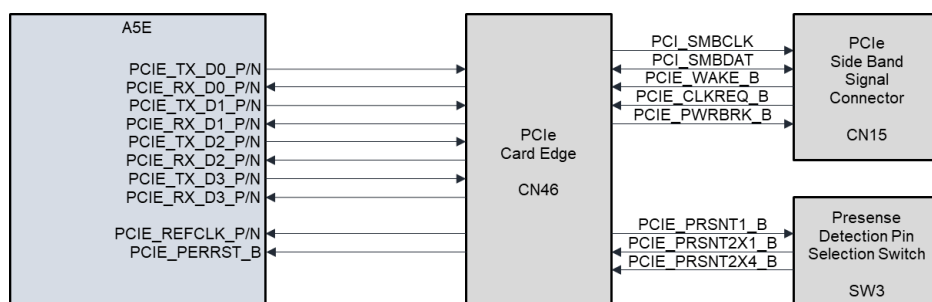 A5E
PCIE_TX_D0_P/N
PCIE_RX_D0_P/N
PCIE_TX_D1_P/N
PCIE_RX_D1_P/N
PCIE_TX_D2_P/N
PCIE_RX_D2_P/N
PCIE_TX_D3_P/N
PCIE_RX_D3_P/N
PCIE_REFCLK_P/N
PCIE_PERRST_B
PCIe
Card Edge
CN46
PCI_SMBCLK
PCI_SMBDAT
PCIE_WAKE_B
PCIE_CLKREQ_B
PCIE_PWRBRK_B
PCIe
Side Band
Signal
Connector
CN15
PCIE_PRSNT1_B
PCIE_PRSNT2X1_B
PCIE_PRSNT2X4_B
Presense
Detection Pin
Selection Switch
SW3